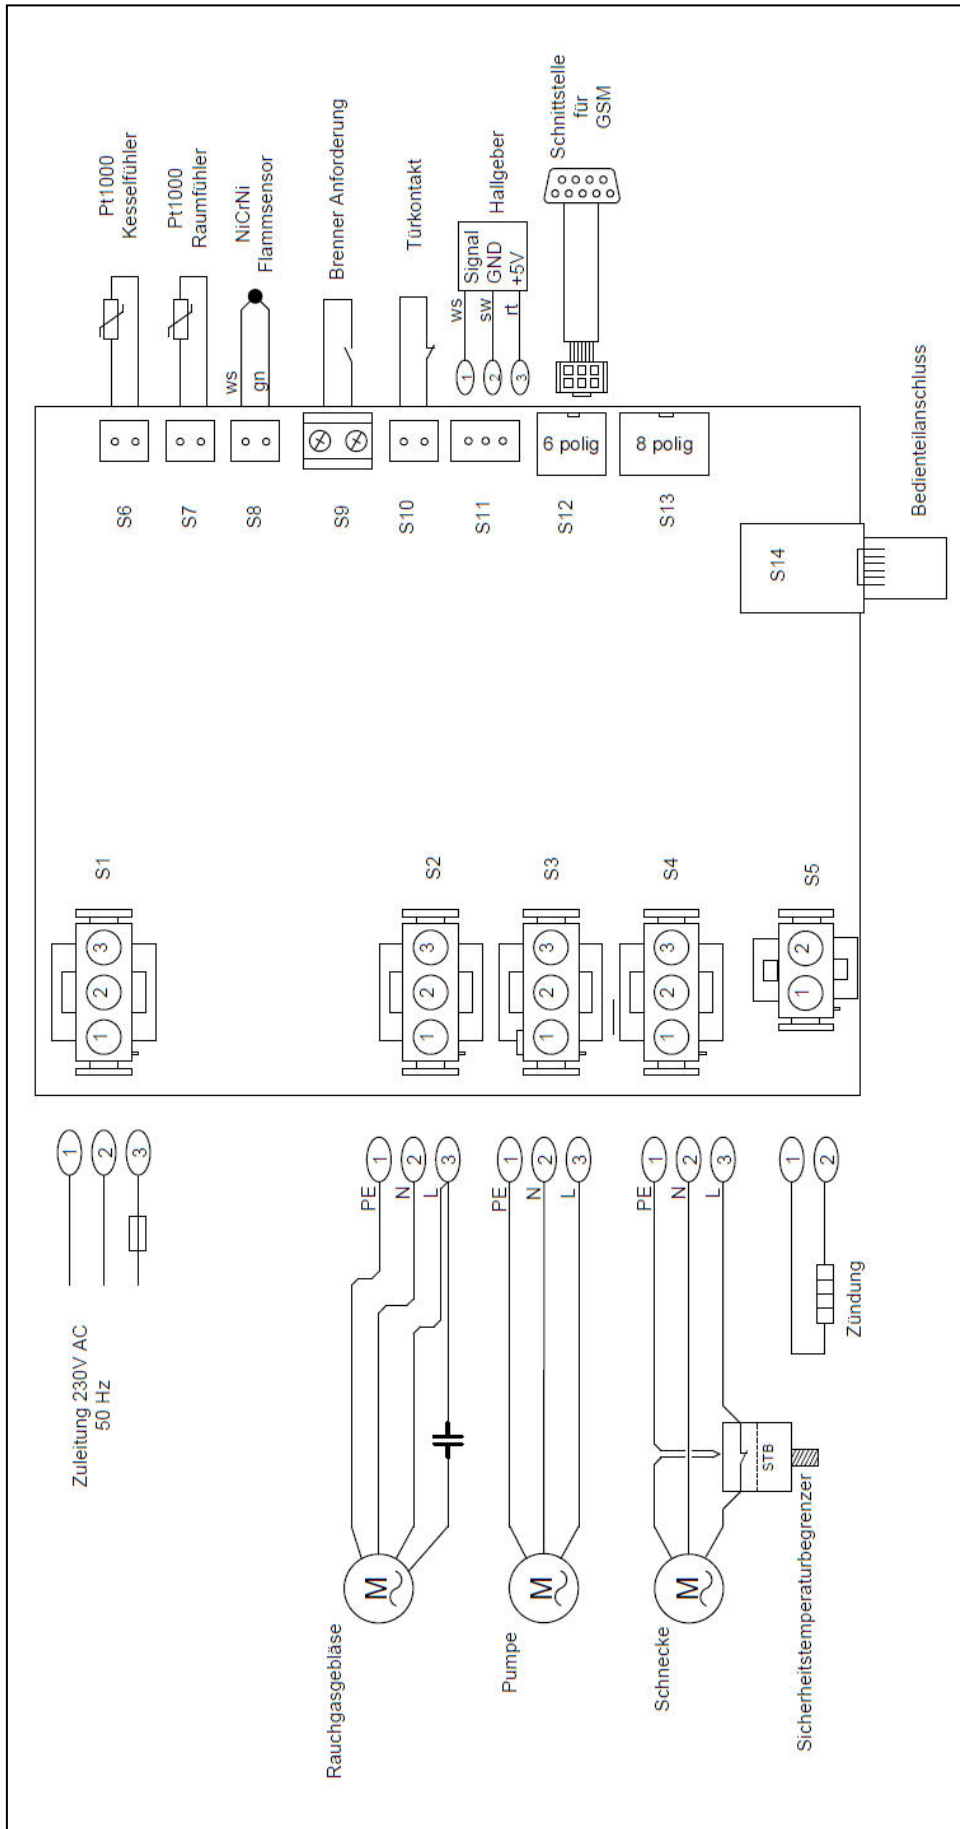 Pt1000
Kesselfühler
Pt1000
Raumfühler
NiCrNi
Flammsensor
ws
gn
Brenner Anforderung
Türkontakt
Hallgeber
Signal
GND
+5V
ws
sw
rt
1
2
3
Schnittstelle
für
GSM
6 polig
8 polig
S6
S7
S8
S9
S10
S11
S12
S13
S14
Bedienteilanschluss
S1
S2
S3
S4
S5
1 2 3
1 2 3
1 2 3
1 2 3
1 2
1
2
3
Zuleitung 230V AC
50 Hz
PE 1
N 2
L 3
M
Rauchgasgebläse
PE 1
N 2
L 3
M
Pumpe
PE 1
N 2
L 3
M
Schnecke
STB
Sicherheitstemperaturbegrenzer
1
2
Zündung